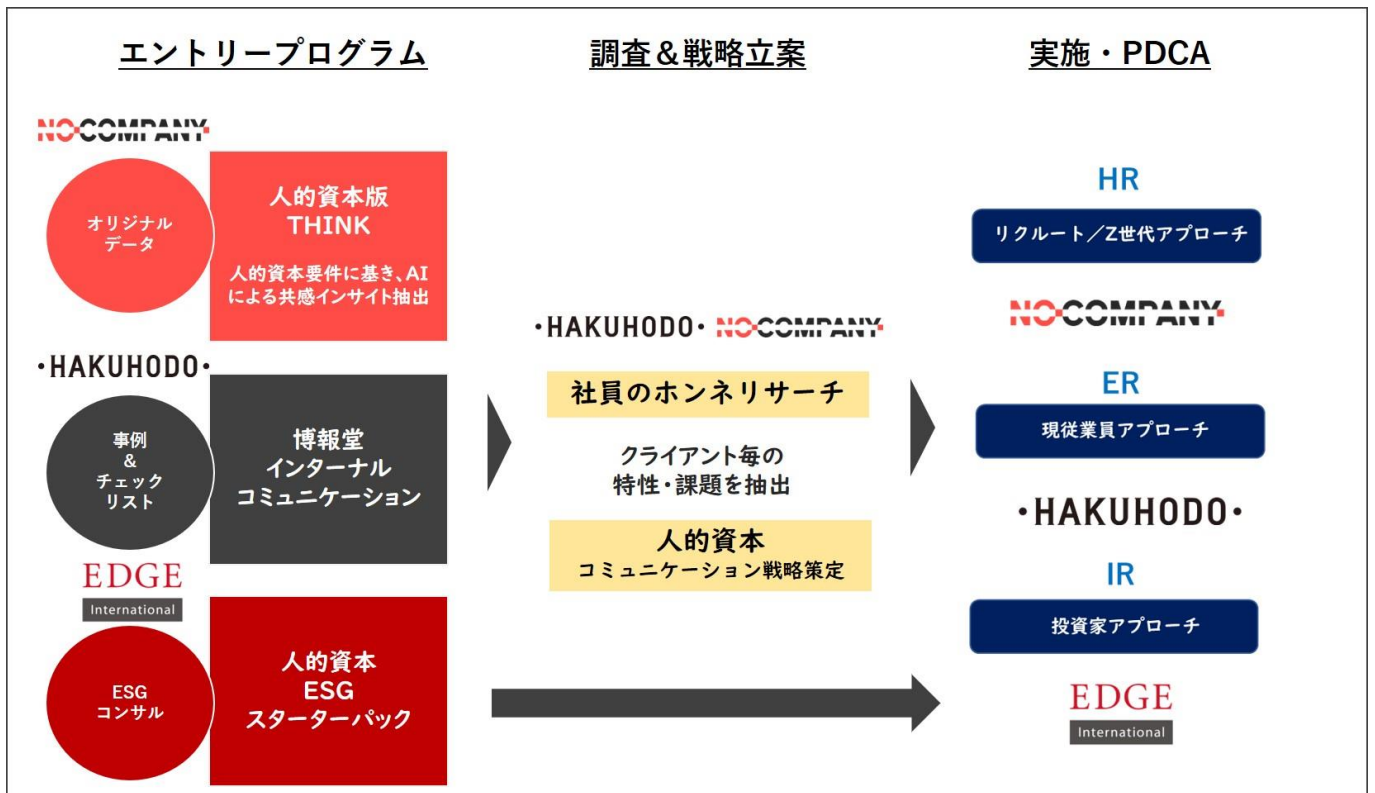 エントリープログラム
調査＆戦略立案
実施・PDCA
NO COMPANY
オリジナル
データ
人的資本版
THINK
人的資本要件に基き、AI
による共感インサイト抽出
・HAKUHODO・
事例
&
チェック
リスト
博報堂
インターナル
コミュニケーション
EDGE
International
ESG
コンサル
人的資本
ESG
スターターパック
・HAKUHODO・ NO COMPANY
社員のホンネリサーチ
クライアント毎の
特性・課題を抽出
人的資本
コミュニケーション戦略策定
HR
リクルート／Z世代アプローチ
NO COMPANY
ER
現従業員アプローチ
・HAKUHODO・
IR
投資家アプローチ
EDGE
International